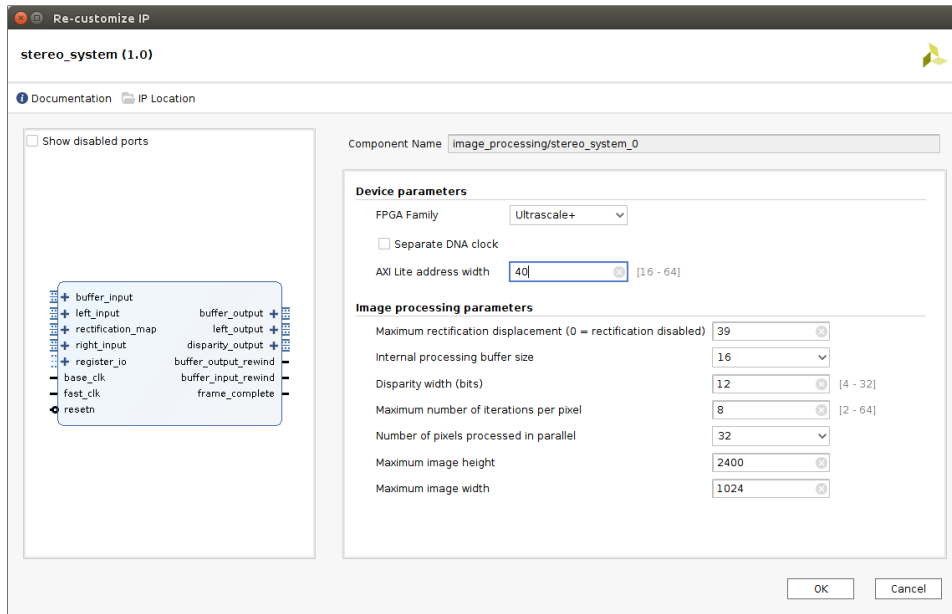 Re-customize IP
stereo_system (1.0)
Documentation IP Location
Show disabled ports
buffer_input
left_input
rectification_map
right_input
register_io
base_clk
fast_clk
resetn
buffer_output
left_output
disparity_output
buffer_output_rewind
buffer_input_rewind
frame_complete
Component Name image_processing/stereo_system_0
Device parameters
FPGA Family Ultrascale+
Separate DNA clock
AXI Lite address width 40 [16 - 64]
Image processing parameters
Maximum rectification displacement (0 = rectification disabled) 39
Internal processing buffer size 16
Disparity width (bits) 12 [4 - 32]
Maximum number of iterations per pixel 8 [2 - 64]
Number of pixels processed in parallel 32
Maximum image height 2400
Maximum image width 1024
OK Cancel